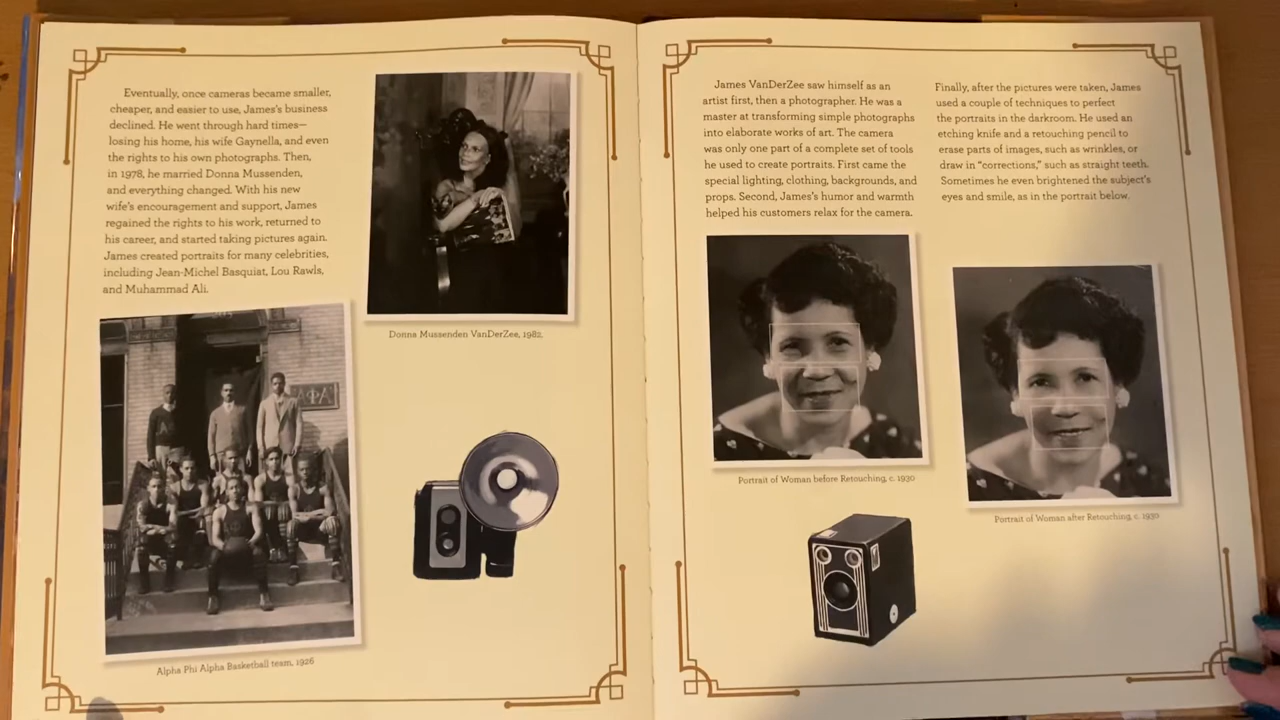 Eventually, once cameras became smaller,
cheaper, and easier to use, James's business
declined. He went through hard times—
losing his home, his wife Gaynella, and even
the rights to his own photographs. Then,
in 1978, he married Donna Mussenden,
and everything changed. With his new
wife's encouragement and support, James
regained the rights to his work, returned to
his career, and started taking pictures again.
James created portraits for many celebrities,
including Jean-Michel Basquiat, Lou Rawls,
and Muhammad Ali.
Donna Mussenden VanDerZee, 1982.
ΑΦΑ
Alpha Phi Alpha Basketball team, 1926
James VanDerZee saw himself as an
artist first, then a photographer. He was a
master at transforming simple photographs
into elaborate works of art. The camera
was only one part of a complete set of tools
he used to create portraits. First came the
special lighting, clothing, backgrounds, and
props. Second, James's humor and warmth
helped his customers relax for the camera.
Finally, after the pictures were taken, James
used a couple of techniques to perfect
the portraits in the darkroom. He used an
etching knife and a retouching pencil to
erase parts of images, such as wrinkles, or
draw in “corrections,” such as straight teeth.
Sometimes he even brightened the subject's
eyes and smile, as in the portrait below.
Portrait of Woman before Retouching, c. 1930
Portrait of Woman after Retouching, c. 1930